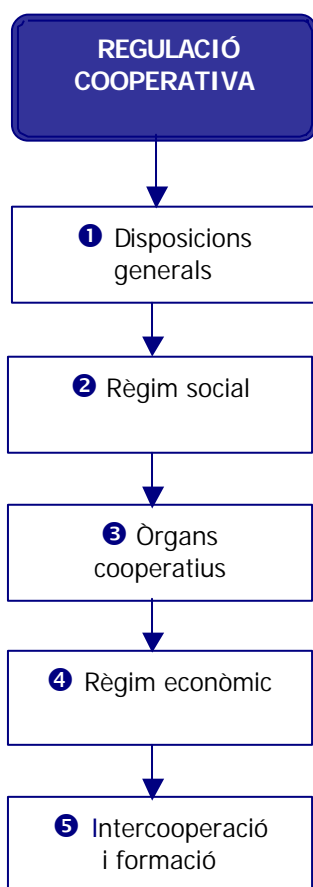 REGULACIÓ
COOPERATIVA
❶ Disposicions
generals
❷ Règim social
❸ Òrgans
cooperatius
❹ Règim econòmic
❺ Intercooperació
i formació